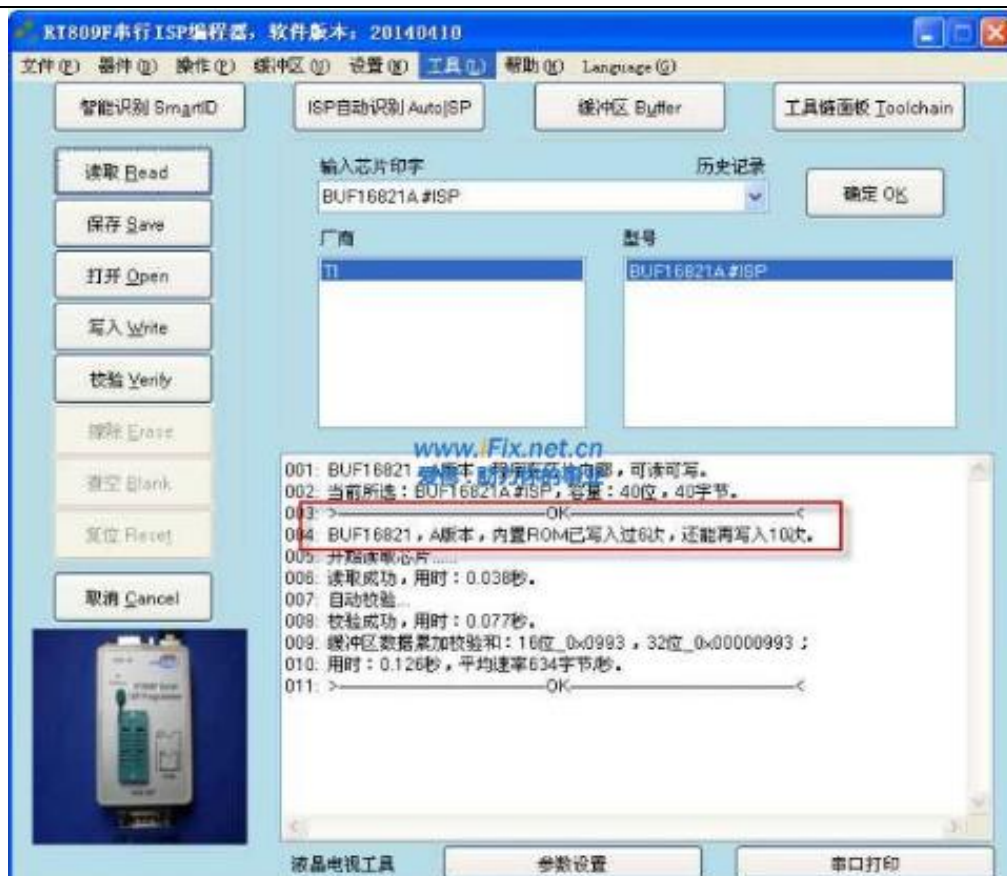 RT809F串行ISP编程器，软件版本：20140410
文件(F) 器件(D) 操作(P) 缓冲区(U) 设置(M) 工具(L) 帮助(K) Language(G)
智能识别 SmartID ISP自动识别 AutoISP 缓冲区 Buffer 工具链面板 Toolchain
读取 Read
保存 Save
打开 Open
写入 Write
校验 Verify
擦除 Erase
查空 Blank
复位 Reset
取消 Cancel
输入芯片印字 历史记录
BUF16821A #ISP 确定 OK
厂商 型号
TI BUF16821A #ISP
www.iFix.net.cn
001: BUF16821，A版本，，可读可写。
002: 当前所选：BUF16821A #ISP，容量：40位，40字节。
003: >————OK————<
004: BUF16821，A版本，内置ROM已写入过6次，还能再写入10次。
005: 开始读取芯片......
006: 读取成功，用时：0.038秒。
007: 自动校验...
008: 校验成功，用时：0.077秒。
009: 缓冲区数据累加校验和：16位_0x0993，32位_0x00000993；
010: 用时：0.126秒，平均速率634字节/秒。
011: >————OK————<
液晶电视工具 参数设置 串口打印